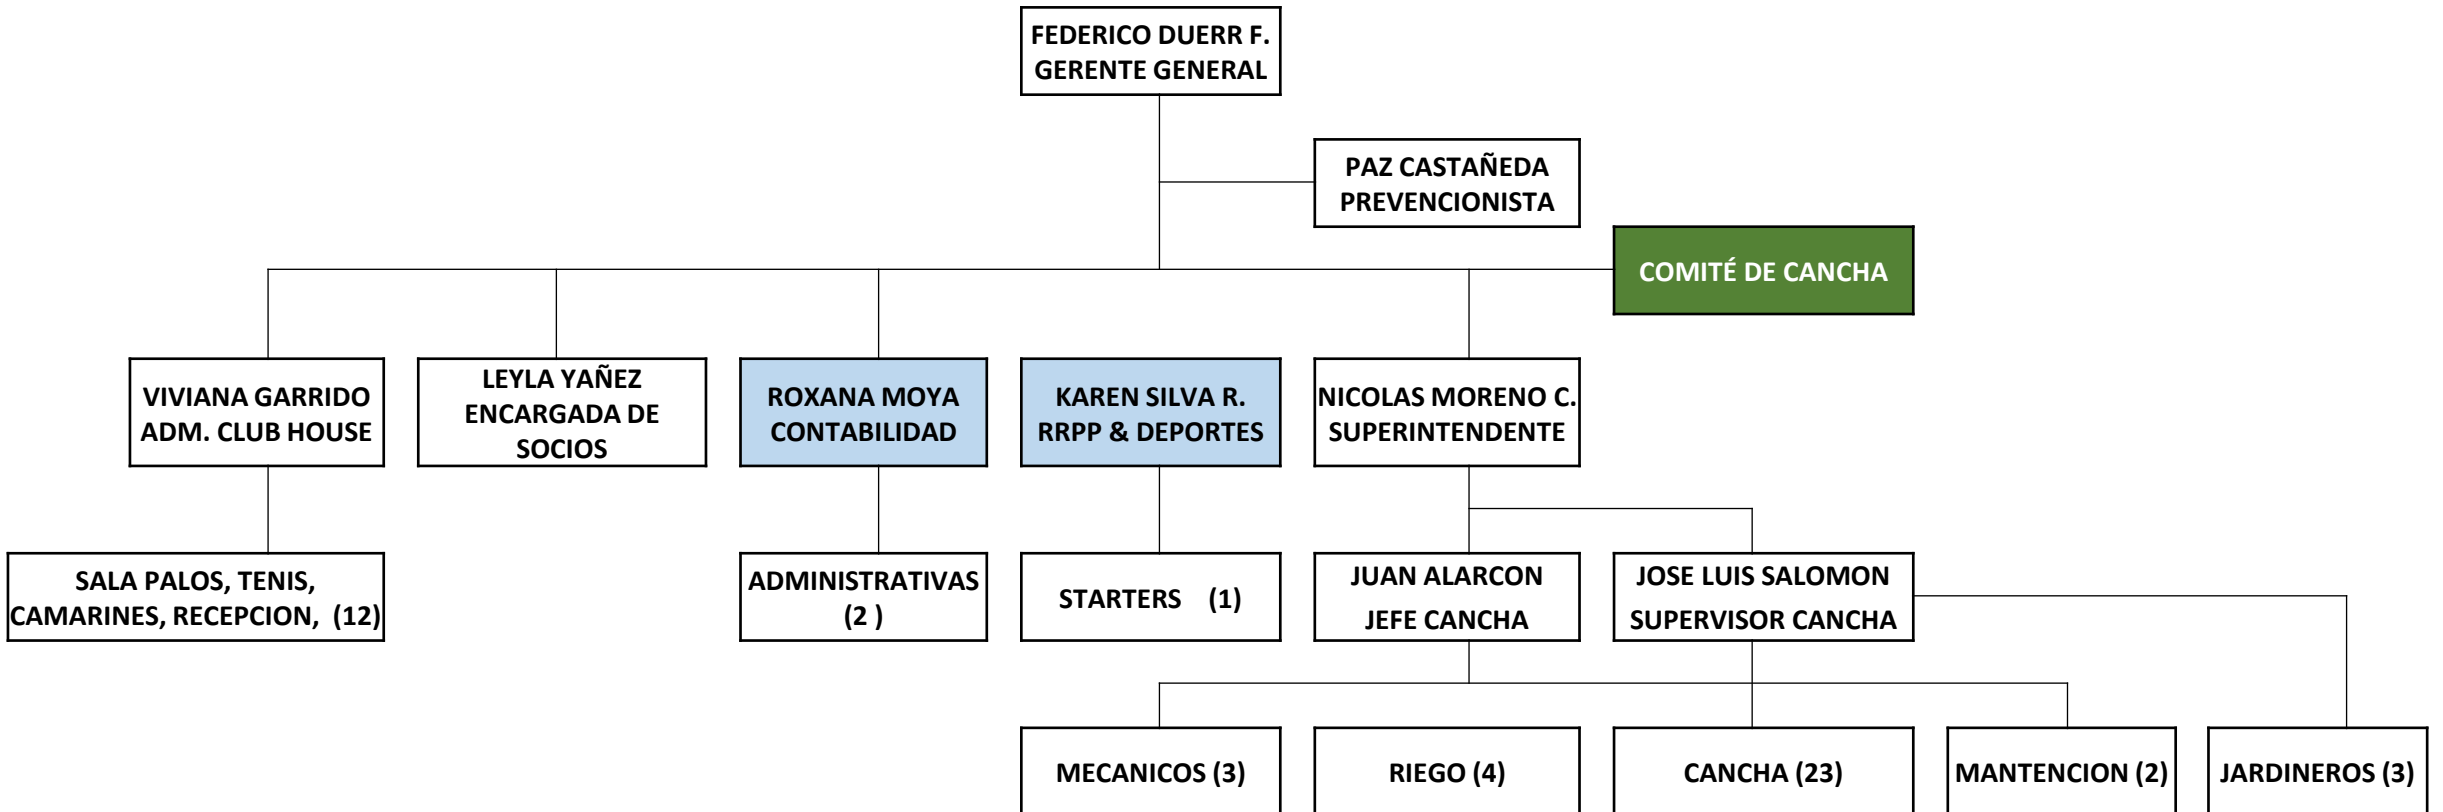 FEDERICO DUERR F.
GERENTE GENERAL
PAZ CASTAÑEDA
PREVENCIONISTA
COMITÉ DE CANCHA
VIVIANA GARRIDO
ADM. CLUB HOUSE
LEYLA YAÑEZ
ENCARGADA DE
SOCIOS
ROXANA MOYA
CONTABILIDAD
KAREN SILVA R.
RRPP & DEPORTES
NICOLAS MORENO C.
SUPERINTENDENTE
SALA PALOS, TENIS,
CAMARINES, RECEPCION, (12)
ADMINISTRATIVAS
(2 )
STARTERS (1)
JUAN ALARCON
JEFE CANCHA
JOSE LUIS SALOMON
SUPERVISOR CANCHA
MECANICOS (3)
RIEGO (4)
CANCHA (23)
MANTENCION (2)
JARDINEROS (3)